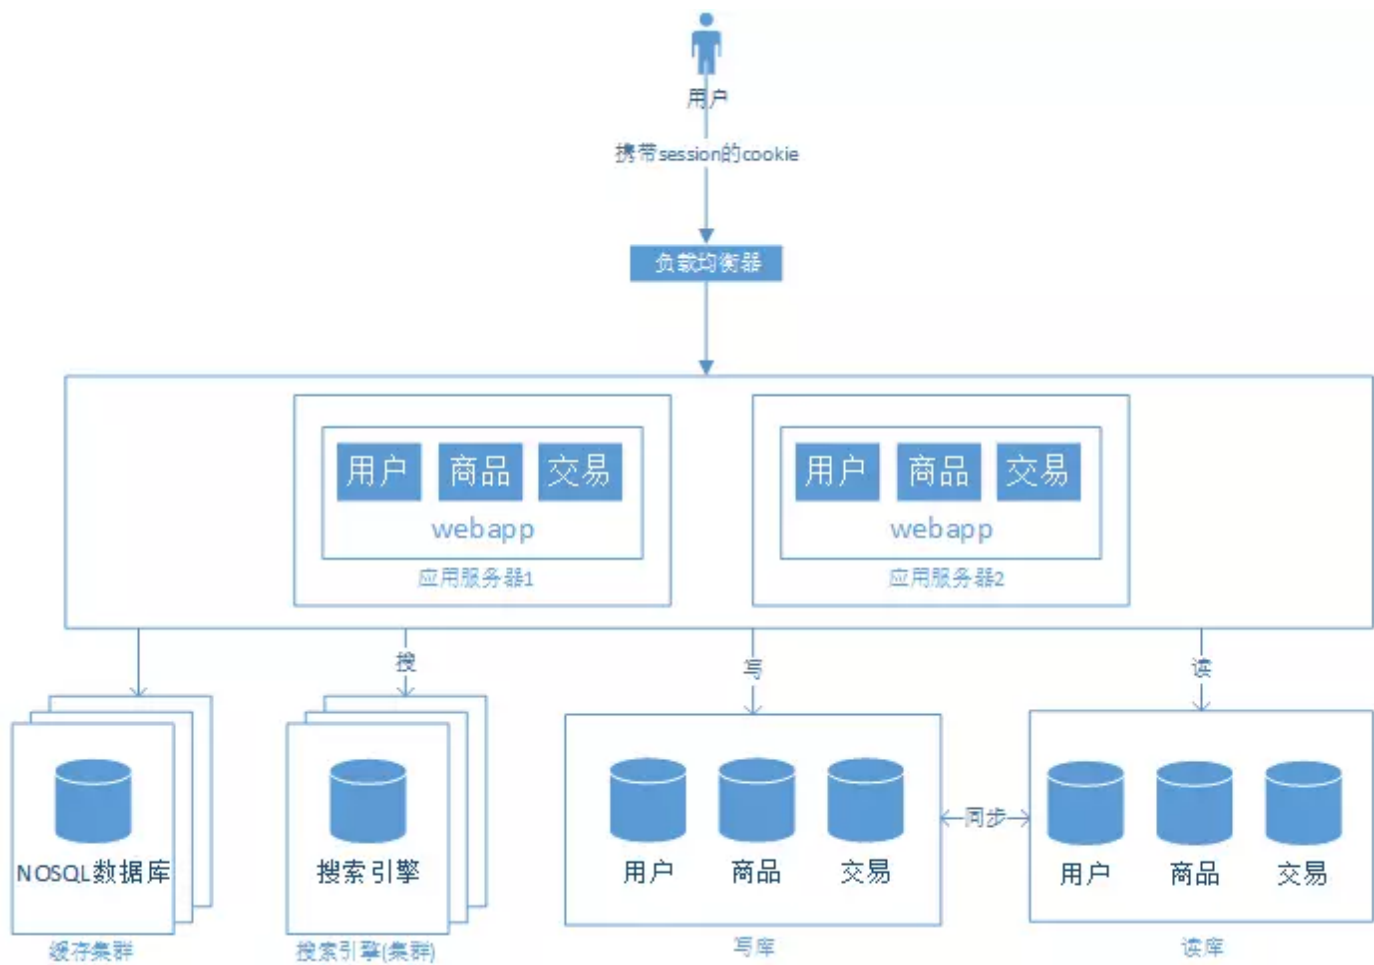 用户
携带session的cookie
负载均衡器
用户 商品 交易
webapp
应用服务器1
用户 商品 交易
webapp
应用服务器2
搜
写
读
NOSQL数据库
缓存集群
搜索引擎
搜索引擎(集群)
用户 商品 交易
写库
同步
用户 商品 交易
读库